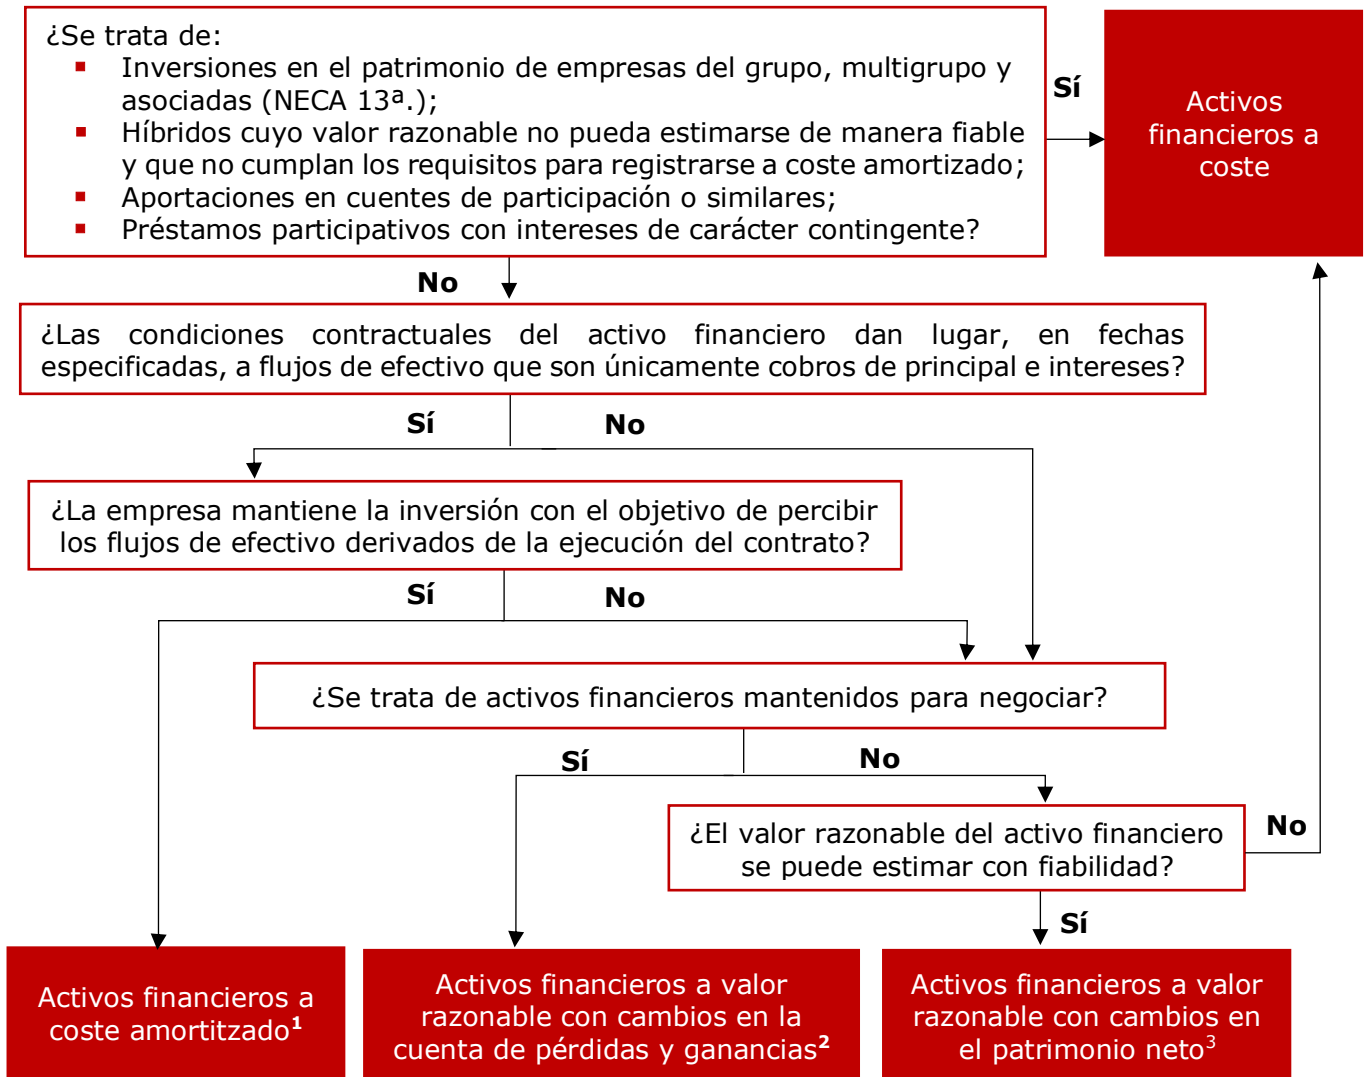 ¿Se trata de:
▪ Inversiones en el patrimonio de empresas del grupo, multigrupo y
asociadas (NECA 13ª.);
▪ Híbridos cuyo valor razonable no pueda estimarse de manera fiable
y que no cumplan los requisitos para registrarse a coste amortizado;
▪ Aportaciones en cuentes de participación o similares;
▪ Préstamos participativos con intereses de carácter contingente?
Sí
Activos
financieros a
coste
No
¿Las condiciones contractuales del activo financiero dan lugar, en fechas
especificadas, a flujos de efectivo que son únicamente cobros de principal e intereses?
Sí
No
¿La empresa mantiene la inversión con el objetivo de percibir
los flujos de efectivo derivados de la ejecución del contrato?
Sí
No
¿Se trata de activos financieros mantenidos para negociar?
Sí
No
¿El valor razonable del activo financiero
se puede estimar con fiabilidad?
No
Sí
Activos financieros a
coste amortitzado¹
Activos financieros a valor
razonable con cambios en la
cuenta de pérdidas y ganancias²
Activos financieros a valor
razonable con cambios en
el patrimonio neto³